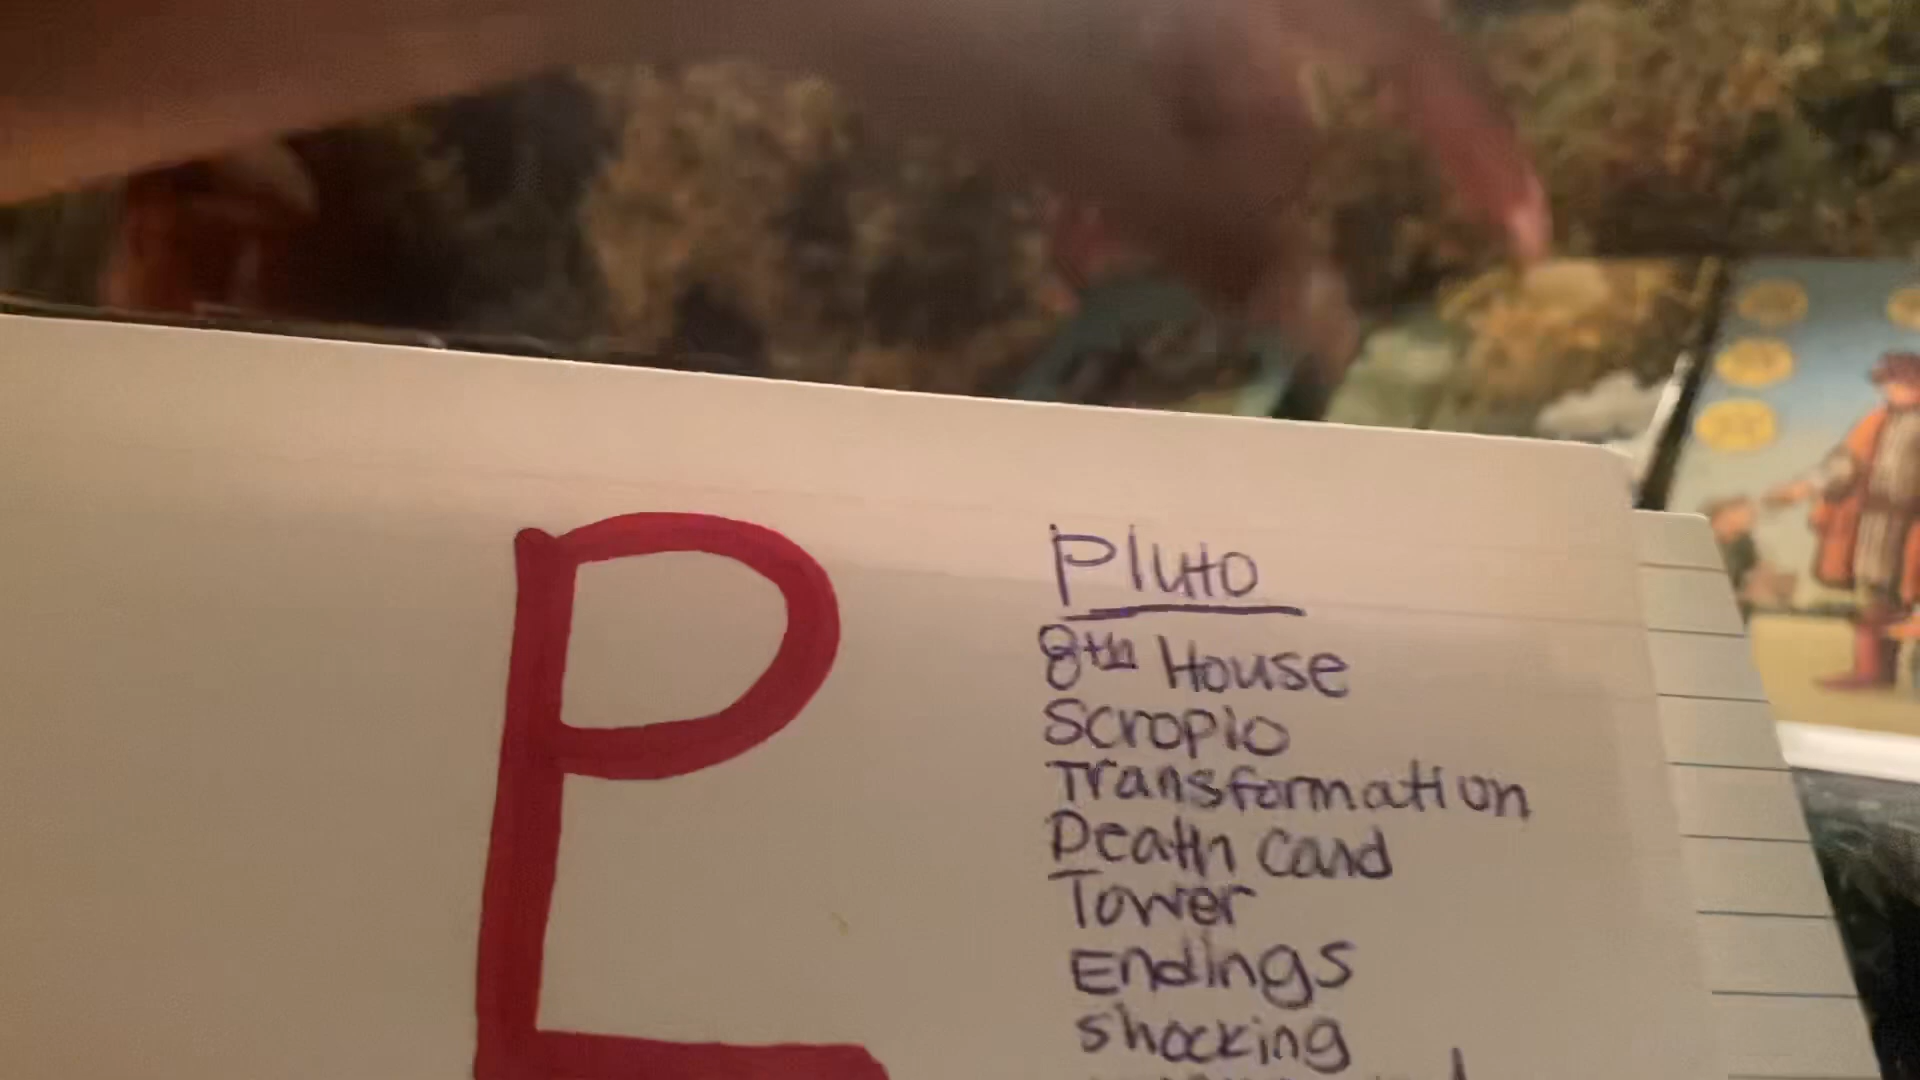 Pluto
8th House
Scropio
Transformation
Death Card
Tower
Endings
shocking